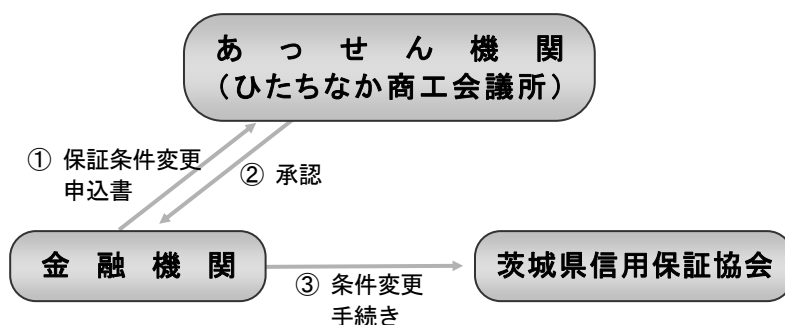 あっせん機関
（ひたちなか商工会議所）
① 保証条件変更
申込書
② 承認
金融機関
茨城県信用保証協会
③ 条件変更
手続き